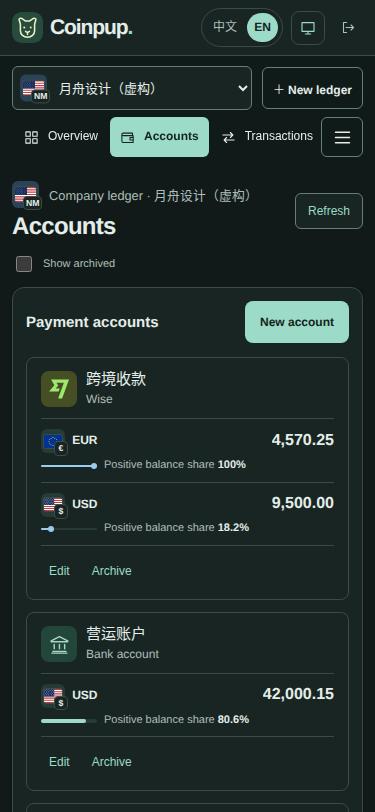 Coinpup.
中文 EN
NM 月舟设计（虚构）
+ New ledger
Overview Accounts Transactions
NM Company ledger · 月舟设计（虚构）
Accounts
Refresh
Show archived
Payment accounts
New account
跨境收款
Wise
€ EUR 4,570.25
Positive balance share 100%
$ USD 9,500.00
Positive balance share 18.2%
Edit Archive
营运账户
Bank account
$ USD 42,000.15
Positive balance share 80.6%
Edit Archive